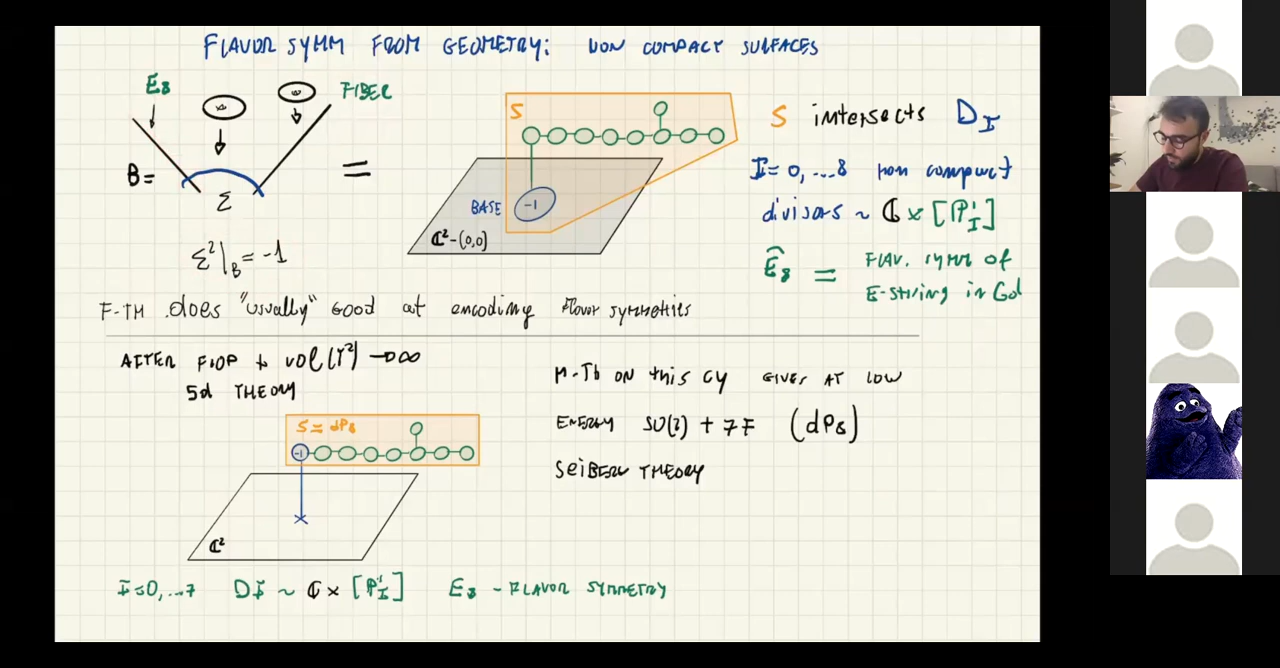 FLAVOR SYMM FROM GEOMETRY: NON COMPACT SURFACES
E8
FIBER
B=
Σ
=
Σ²|B = -1
S
BASE
-1
ℂ²-(0,0)
S intersects D_I
I=0,...8 non compact
divisors ~ ℂ x [P¹_I]
Ê8 = FLAV. SYMM of
E-string in 6d
F-TH does "usually" Good at encoding Flavor symmetries
AFTER FLOP + vol(T²) → ∞
5d THEORY
S = dP8
-1
ℂ²
M-Th ON this CY GIVES AT LOW
ENERGY SU(2) + 7F (dP8)
SEIBERG THEORY
I=0,...7 D_I ~ ℂ x [P¹_I] E8 - FLAVOR SYMMETRY